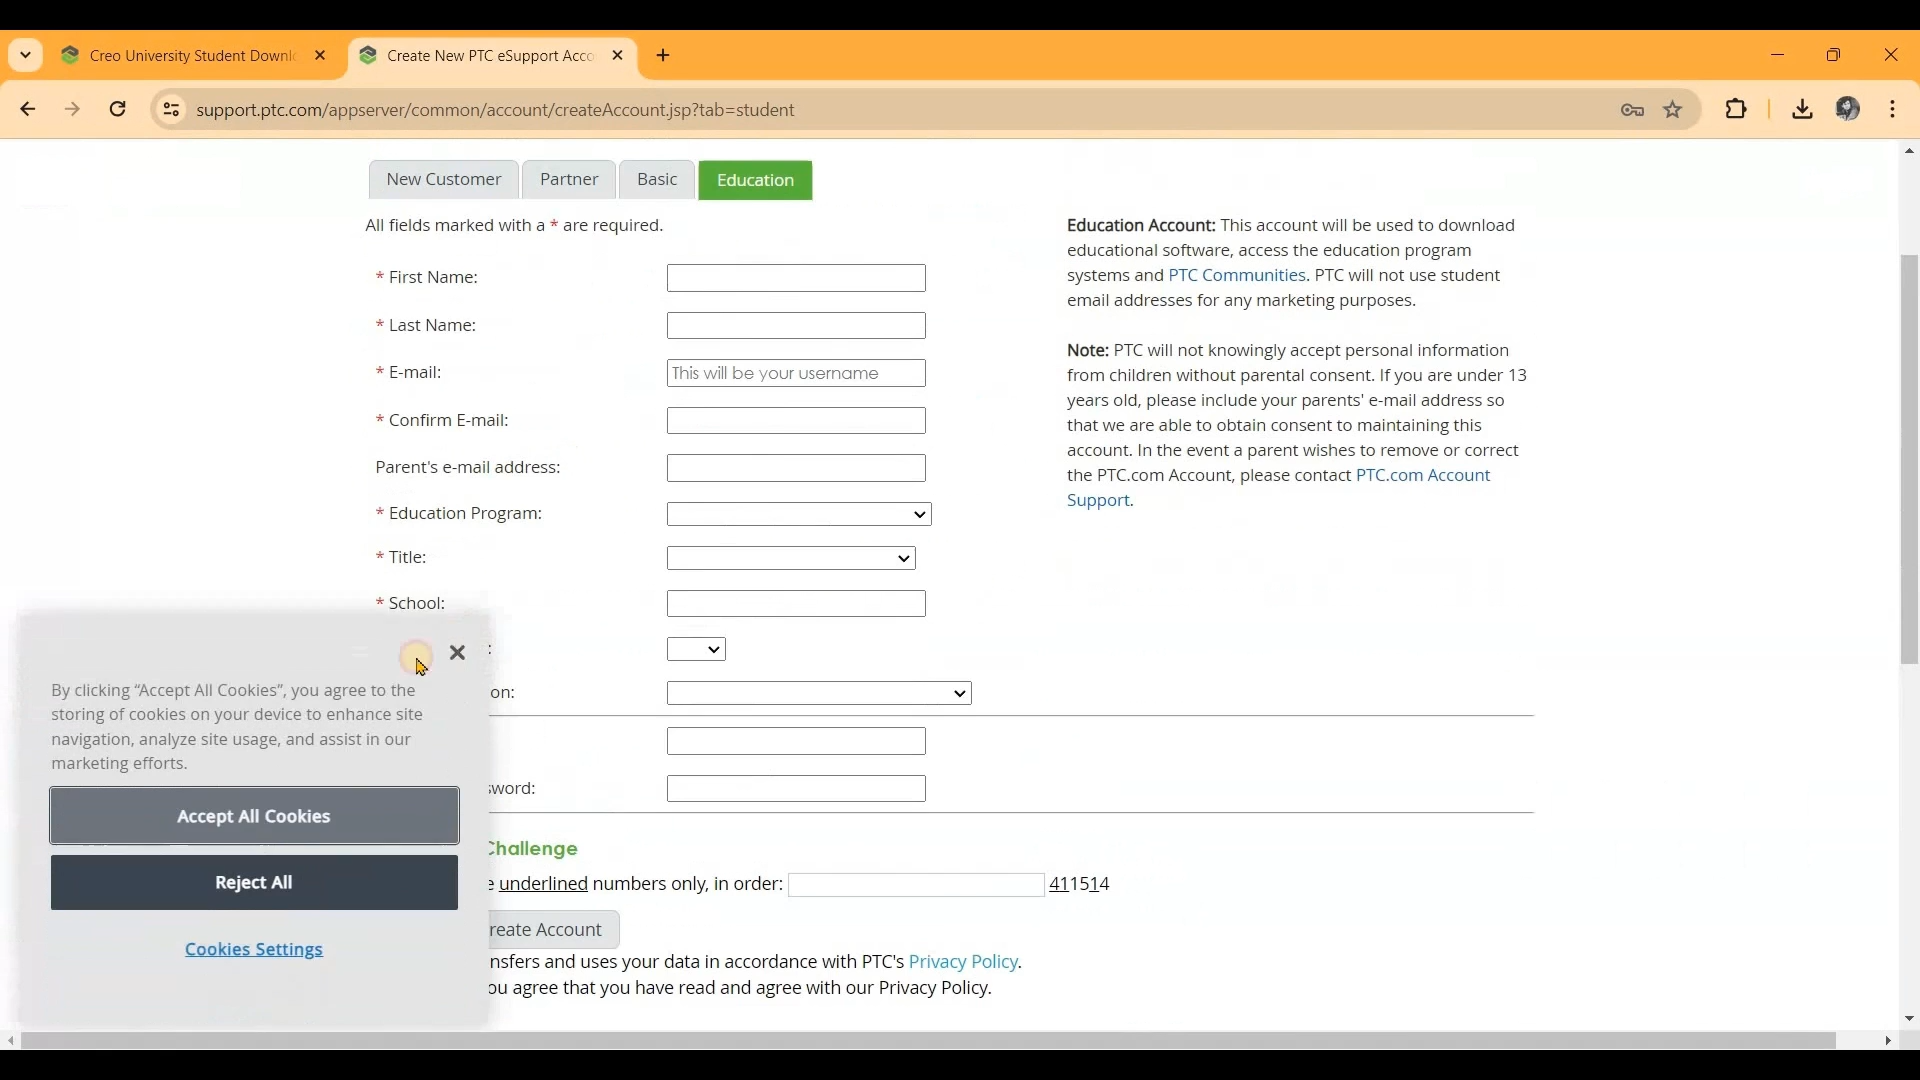 Creo University Student Downl
Create New PTC eSupport Acco
support.ptc.com/appserver/common/account/createAccount.jsp?tab=student
New Customer
Partner
Basic
Education
All fields marked with a * are required.
* First Name:
* Last Name:
* E-mail:
This will be your username
* Confirm E-mail:
Parent's e-mail address:
* Education Program:
* Title:
* School:
:
on:
sword:
Challenge
e underlined numbers only, in order:
411514
reate Account
nsfers and uses your data in accordance with PTC's Privacy Policy.
ou agree that you have read and agree with our Privacy Policy.
Education Account: This account will be used to download
educational software, access the education program
systems and PTC Communities. PTC will not use student
email addresses for any marketing purposes.
Note: PTC will not knowingly accept personal information
from children without parental consent. If you are under 13
years old, please include your parents' e-mail address so
that we are able to obtain consent to maintaining this
account. In the event a parent wishes to remove or correct
the PTC.com Account, please contact PTC.com Account
Support.
By clicking “Accept All Cookies”, you agree to the
storing of cookies on your device to enhance site
navigation, analyze site usage, and assist in our
marketing efforts.
Accept All Cookies
Reject All
Cookies Settings